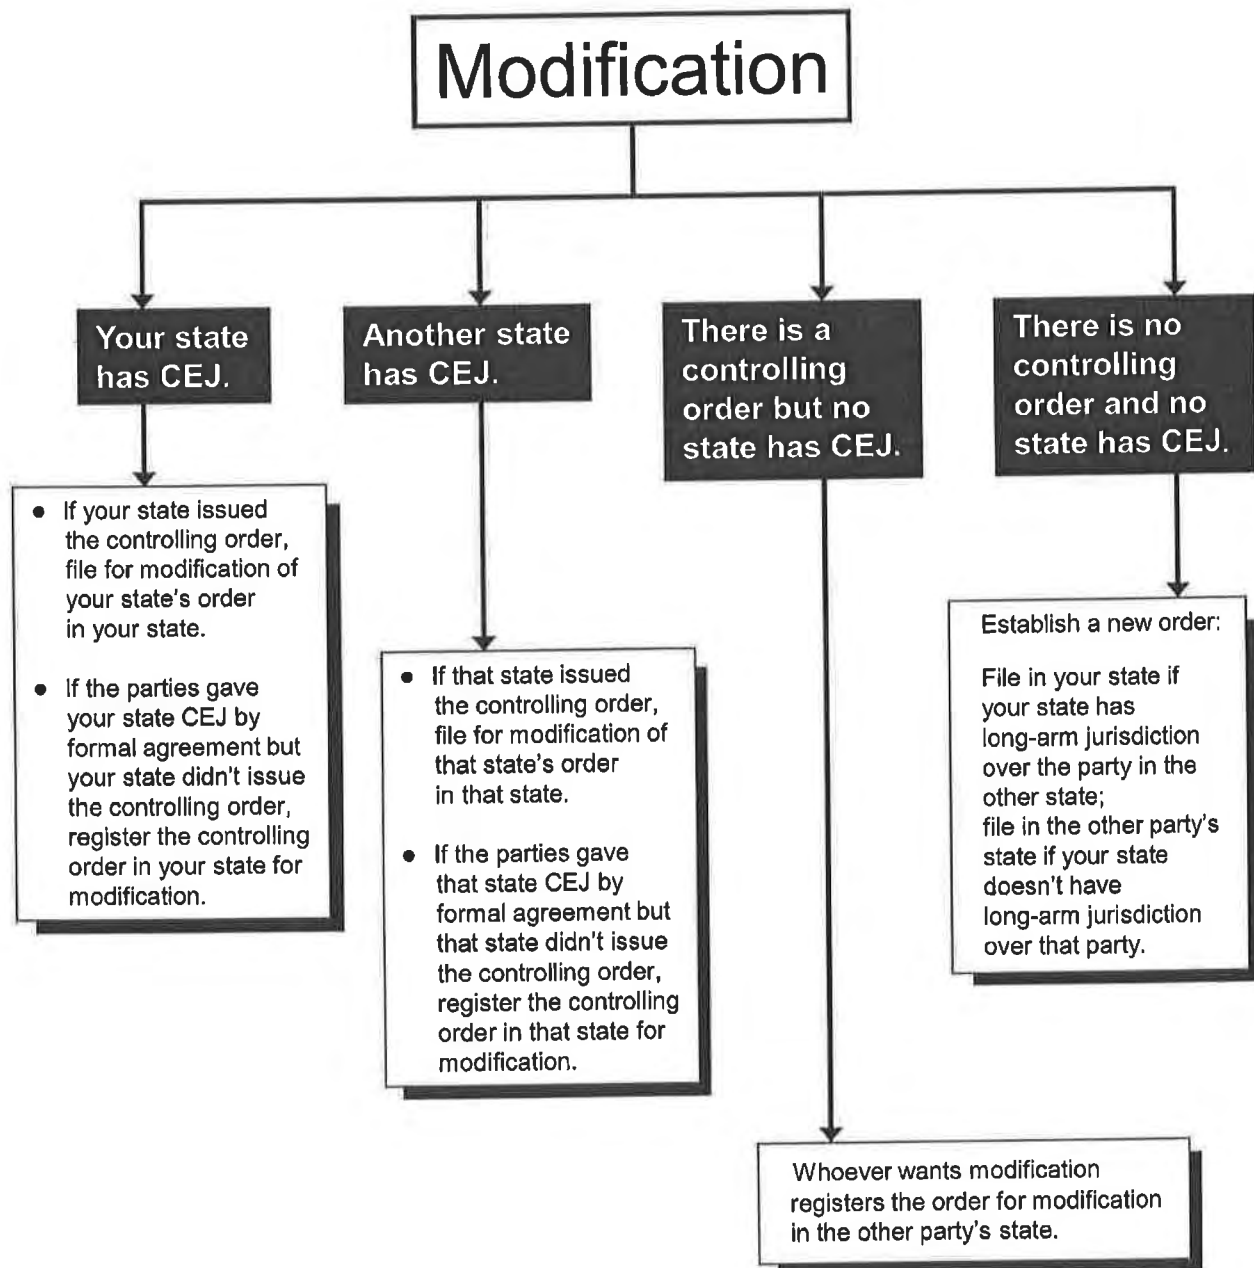 Modification
Your state
has CEJ.
Another state
has CEJ.
There is a
controlling
order but no
state has CEJ.
There is no
controlling
order and no
state has CEJ.
● If your state issued
the controlling order,
file for modification of
your state's order
in your state.
● If the parties gave
your state CEJ by
formal agreement but
your state didn't issue
the controlling order,
register the controlling
order in your state for
modification.
● If that state issued
the controlling order,
file for modification of
that state's order
in that state.
● If the parties gave
that state CEJ by
formal agreement but
that state didn't issue
the controlling order,
register the controlling
order in that state for
modification.
Whoever wants modification
registers the order for modification
in the other party's state.
Establish a new order:
File in your state if
your state has
long-arm jurisdiction
over the party in the
other state;
file in the other party's
state if your state
doesn't have
long-arm jurisdiction
over that party.